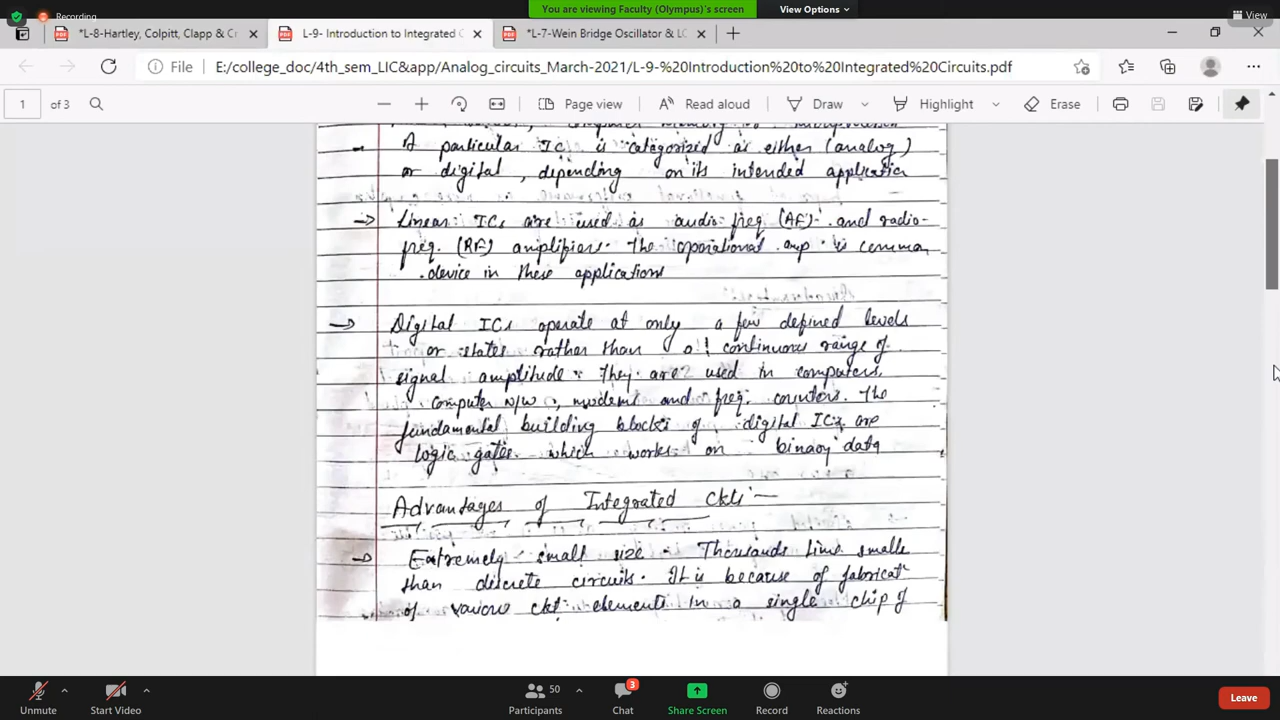 Recording
You are viewing Faculty (Olympus)'s screen
View Options
View
*L-8-Hartley, Colpitt, Clapp & Cr
L-9- Introduction to Integrated C
*L-7-Wein Bridge Oscillator & LC
File
E:/college_doc/4th_sem_LIC&app/Analog_circuits_March-2021/L-9-%20Introduction%20to%20Integrated%20Circuits.pdf
1 of 3
Page view
Read aloud
Draw
Highlight
Erase
- A particular IC is categorized as either (analog)
or digital, depending on its intended application
→ Linear ICs are used as audio-freq (AF) and radio-
freq. (RF) amplifiers. The operational amp is common
device in these applications
→ Digital ICs operate at only a few defined levels
or states rather than a continuous range of
signal amplitude. They are used in computers,
computer n/w, modems and freq. counters. The
fundamental building blocks of digital ICs are
logic gates which works on binary data
Advantages of Integrated Ckts:-
→ Extremely small size - Thousands time smaller
than discrete circuits. It is because of fabricat
of various ckt elements in a single chip of
Unmute
Start Video
50
Participants
3
Chat
Share Screen
Record
Reactions
Leave